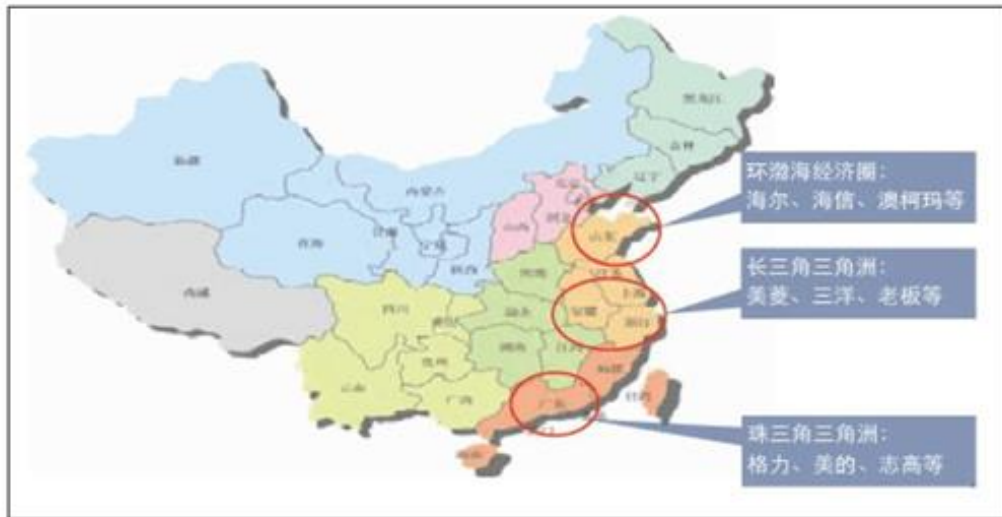 黑龙江
吉林
辽宁
新疆
内蒙古
北京
河北
山西
山东
甘肃
青海
宁夏
陕西
河南
江苏
上海
西藏
四川
重庆
湖北
安徽
浙江
贵州
湖南
江西
福建
云南
广西
广东
台湾
海南
环渤海经济圈：
海尔、海信、澳柯玛等
长三角三角洲：
美菱、三洋、老板等
珠三角三角洲：
格力、美的、志高等